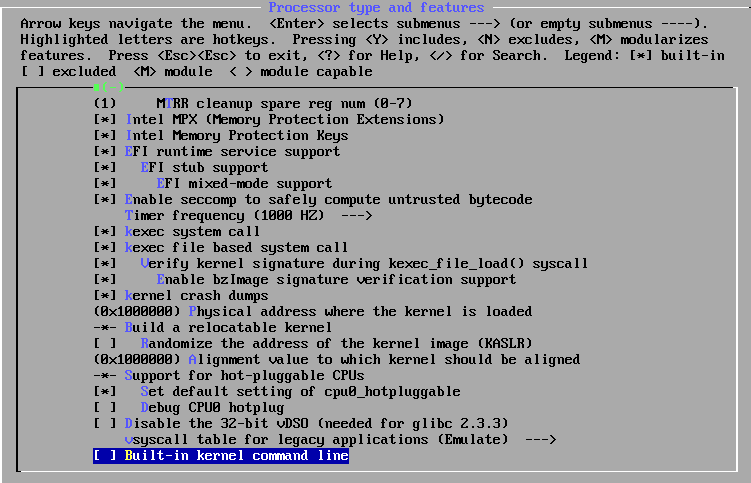 Processor type and features
Arrow keys navigate the menu.  <Enter> selects submenus ---> (or empty submenus ----).
Highlighted letters are hotkeys.  Pressing <Y> includes, <N> excludes, <M> modularizes
features.  Press <Esc><Esc> to exit, <?> for Help, </> for Search.  Legend: [*] built-in
[ ] excluded  <M> module  < > module capable
(-)
(1)     MTRR cleanup spare reg num (0-7)
[*] Intel MPX (Memory Protection Extensions)
[*] Intel Memory Protection Keys
[*] EFI runtime service support
[*]   EFI stub support
[*]     EFI mixed-mode support
[*] Enable seccomp to safely compute untrusted bytecode
Timer frequency (1000 HZ)  --->
[*] kexec system call
[*] kexec file based system call
[*]   Verify kernel signature during kexec_file_load() syscall
[*]     Enable bzImage signature verification support
[*] kernel crash dumps
(0x1000000) Physical address where the kernel is loaded
-*- Build a relocatable kernel
[ ]   Randomize the address of the kernel image (KASLR)
(0x1000000) Alignment value to which kernel should be aligned
-*- Support for hot-pluggable CPUs
[*]   Set default setting of cpu0_hotpluggable
[ ]   Debug CPU0 hotplug
[ ] Disable the 32-bit vDSO (needed for glibc 2.3.3)
vsyscall table for legacy applications (Emulate)  --->
[ ] Built-in kernel command line